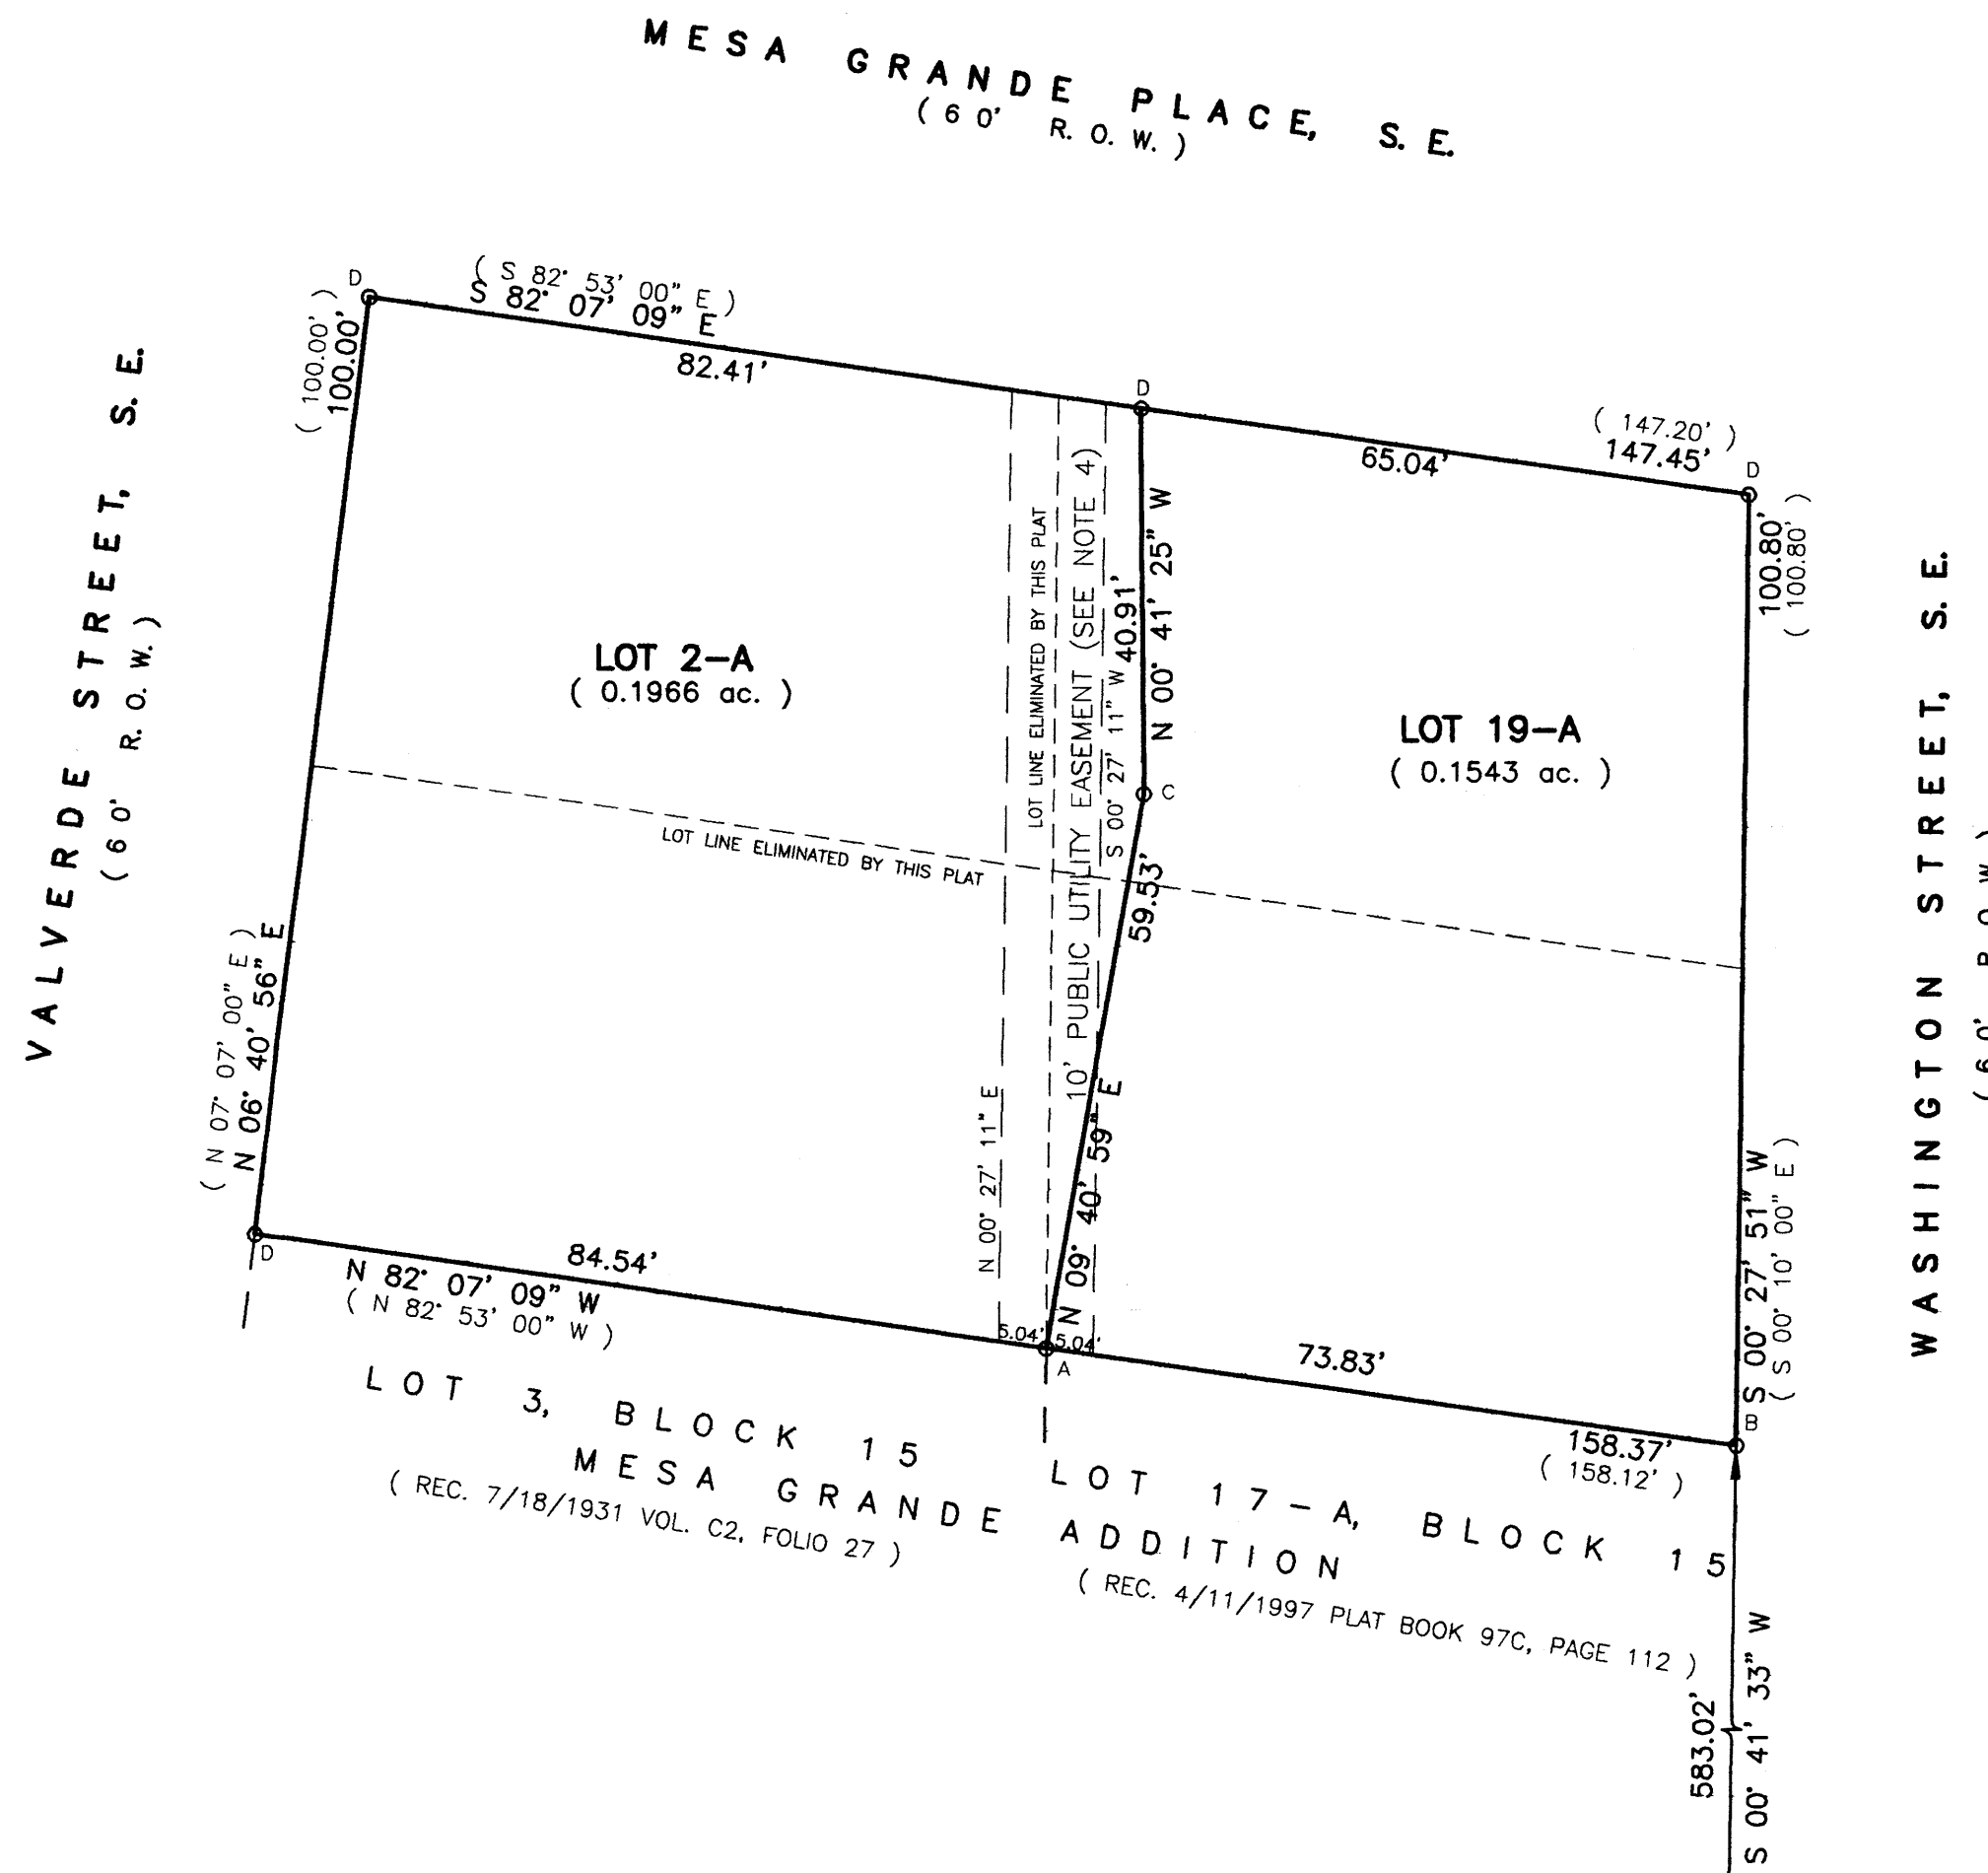 MESA GRANDE PLACE, S.E.
( 60' R.O.W. )
( S 82° 53' 00" E )
S 82° 07' 09" E
82.41'
D
( 100.00' )
100.00'
D
65.04'
( 147.20' )
147.45'
D
100.80'
( 100.80' )
VALVERDE STREET, S.E.
( 60' R.O.W. )
LOT 2-A
( 0.1966 ac. )
LOT LINE ELIMINATED BY THIS PLAT
10' PUBLIC UTILITY EASEMENT (SEE NOTE 4)
S 00° 27' 11" W
40.91'
N 00° 41' 25" W
LOT 19-A
( 0.1543 ac. )
C
LOT LINE ELIMINATED BY THIS PLAT
59.53'
N 09° 40' 59" E
N 00° 27' 11" E
( N 07° 07' 00" E )
N 06° 40' 56" E
WASHINGTON STREET, S.E.
( 60' R.O.W. )
S 00° 27' 51" W
( S 00° 10' 00" E )
D
84.54'
N 82° 07' 09" W
( N 82° 53' 00" W )
5.04'
5.04'
A
73.83'
B
158.37'
( 158.12' )
LOT 3, BLOCK 15
LOT 17-A, BLOCK 15
MESA GRANDE ADDITION
( REC. 7/18/1931 VOL. C2, FOLIO 27 )
( REC. 4/11/1997 PLAT BOOK 97C, PAGE 112 )
583.02'
S 00° 41' 33" W